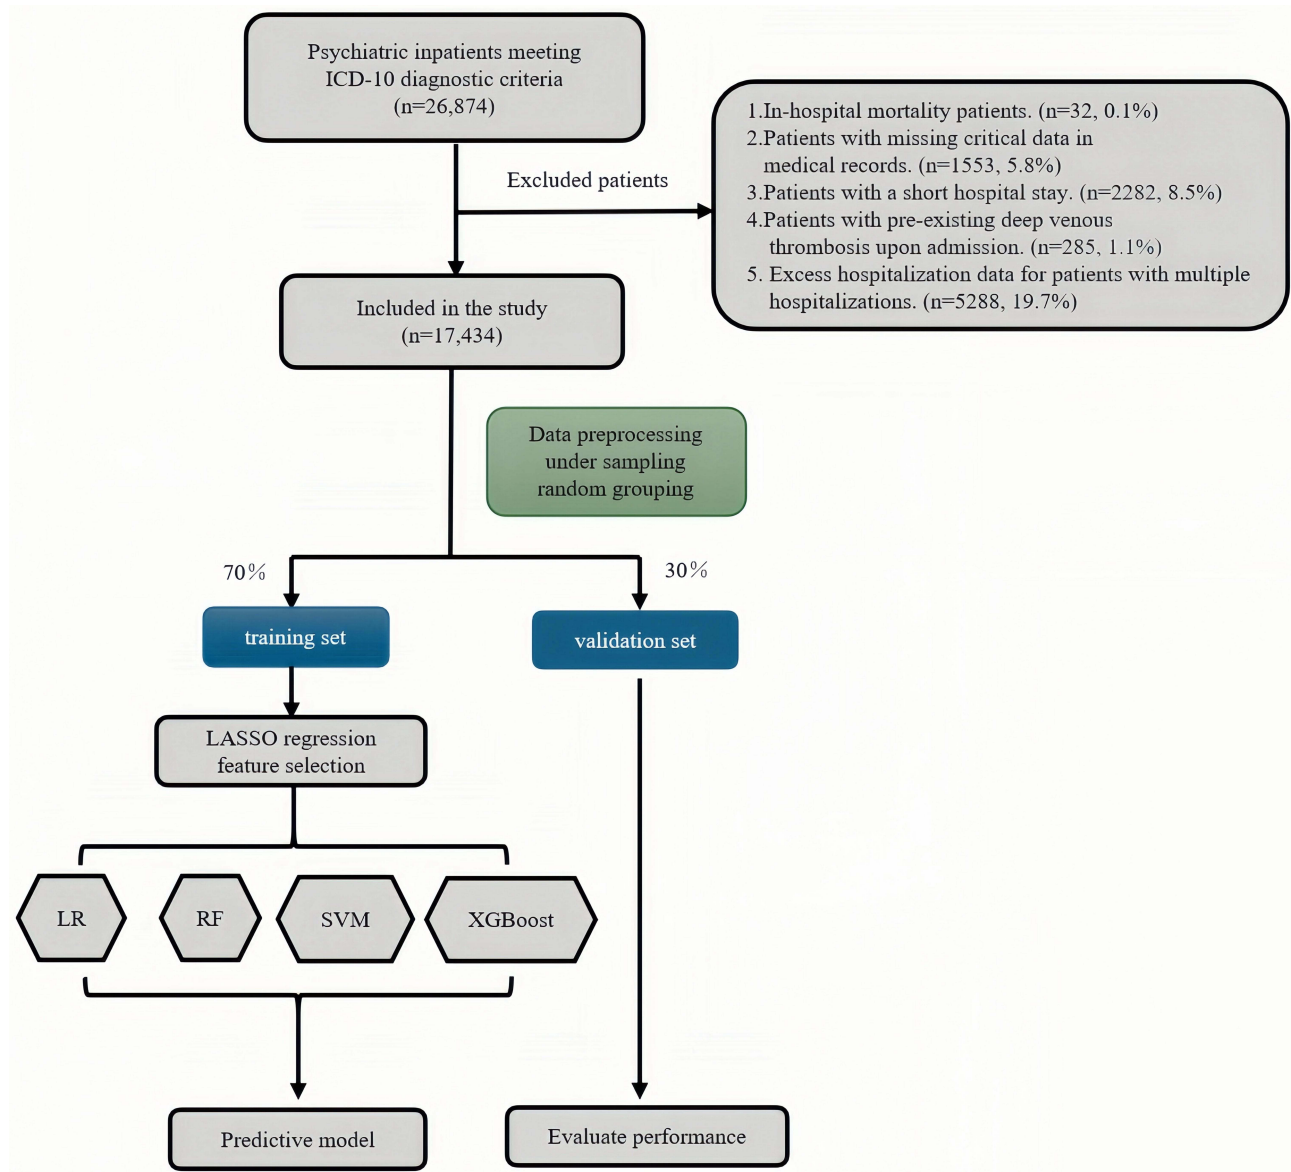 Psychiatric inpatients meeting
ICD-10 diagnostic criteria
(n=26,874)
Excluded patients
1.In-hospital mortality patients. (n=32, 0.1%)
2.Patients with missing critical data in
medical records. (n=1553, 5.8%)
3.Patients with a short hospital stay. (n=2282, 8.5%)
4.Patients with pre-existing deep venous
thrombosis upon admission. (n=285, 1.1%)
5. Excess hospitalization data for patients with multiple
hospitalizations. (n=5288, 19.7%)
Included in the study
(n=17,434)
Data preprocessing
under sampling
random grouping
70%
30%
training set
validation set
LASSO regression
feature selection
LR
RF
SVM
XGBoost
Predictive model
Evaluate performance